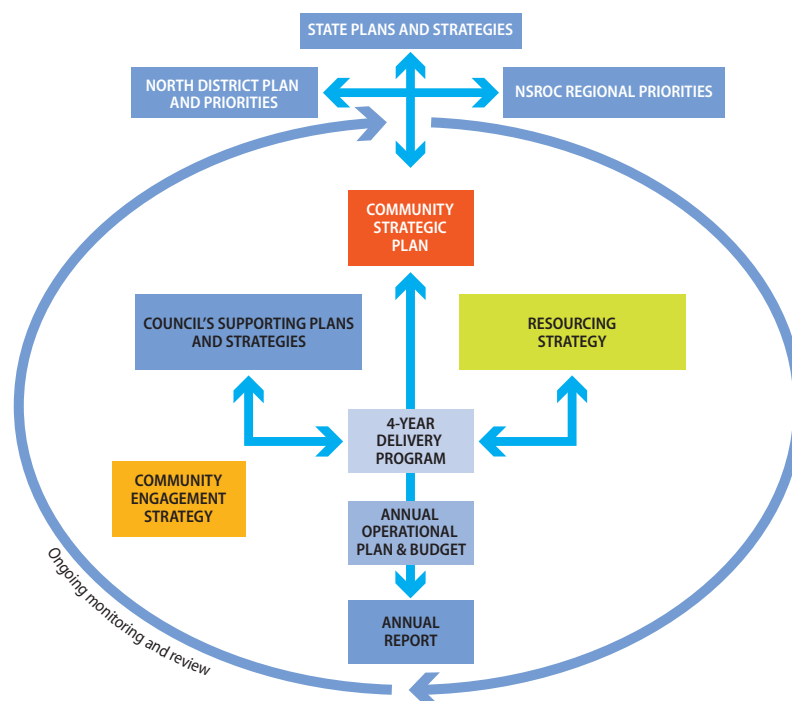 STATE PLANS AND STRATEGIES
NORTH DISTRICT PLAN
AND PRIORITIES
NSROC REGIONAL PRIORITIES
COMMUNITY
STRATEGIC
PLAN
COUNCIL'S SUPPORTING PLANS
AND STRATEGIES
RESOURCING
STRATEGY
4-YEAR
DELIVERY
PROGRAM
COMMUNITY
ENGAGEMENT
STRATEGY
ANNUAL
OPERATIONAL
PLAN & BUDGET
ANNUAL
REPORT
Ongoing monitoring and review